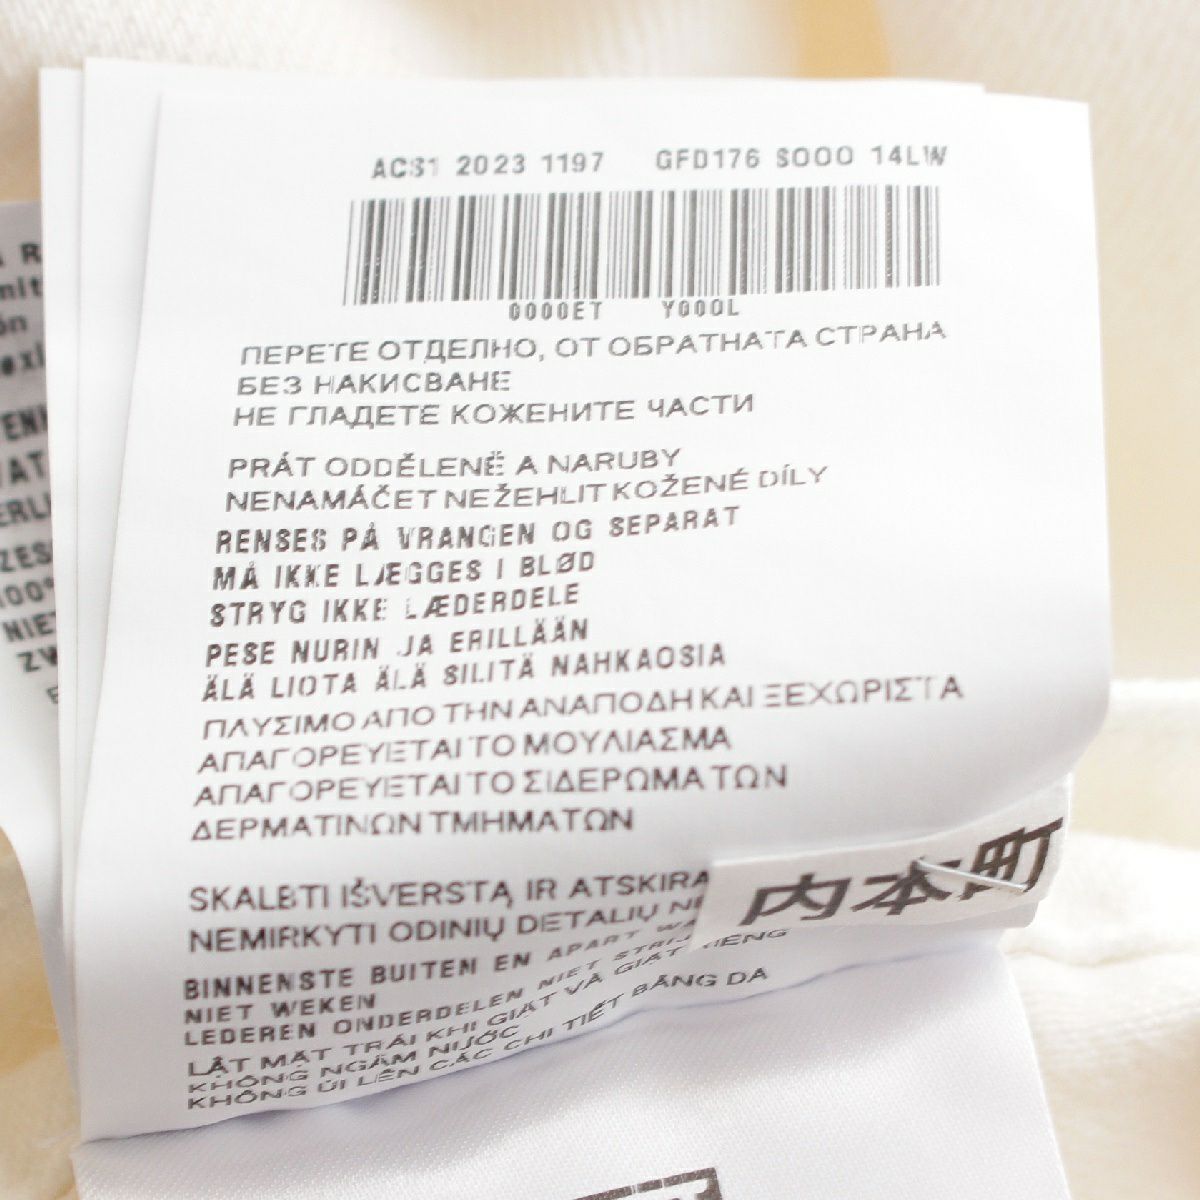 ACS1 2023 1197 GFD176 SOOO 14LW
0000ET Y000L
ПЕРЕТЕ ОТДЕЛНО, ОТ ОБРАТНАТА СТРАНА
БЕЗ НАКИСВАНЕ
НЕ ГЛАДЕТЕ КОЖЕНИТЕ ЧАСТИ
PRÁT ODDĚLENĚ A NARUBY
NENAMÁČET NEŽEHLIT KOŽENÉ DÍLY
RENSES PÅ VRANGEN OG SEPARAT
MÅ IKKE LÆGGES I BLØD
STRYG IKKE LÆDERDELE
PESE NURIN JA ERILLÄÄN
ÄLÄ LIOTA ÄLÄ SILITÄ NAHKAOSIA
ΠΛΥΣΙΜΟ ΑΠΟ ΤΗΝ ΑΝΑΠΟΔΗ ΚΑΙ ΞΕΧΩΡΙΣΤΑ
ΑΠΑΓΟΡΕΥΕΤΑΙ ΤΟ ΜΟΥΛΙΑΣΜΑ
ΑΠΑΓΟΡΕΥΕΤΑΙ ΤΟ ΣΙΔΕΡΩΜΑ ΤΩΝ
ΔΕΡΜΑΤΙΝΩΝ ΤΜΗΜΑΤΩΝ
SKALBTI IŠVERSTĄ IR ATSKIRA
NEMIRKYTI ODINIŲ DETALIŲ NE
内本町
BINNENSTE BUITEN EN APART WA
NIET WEKEN
LEDEREN ONDERDELEN NIET STRIJ
LẬT MẶT TRÁI KHI GIẶT VÀ GIẶT RIÊNG
KHÔNG NGÂM NƯỚC
KHÔNG ỦI LÊN CÁC CHI TIẾT BẰNG DA